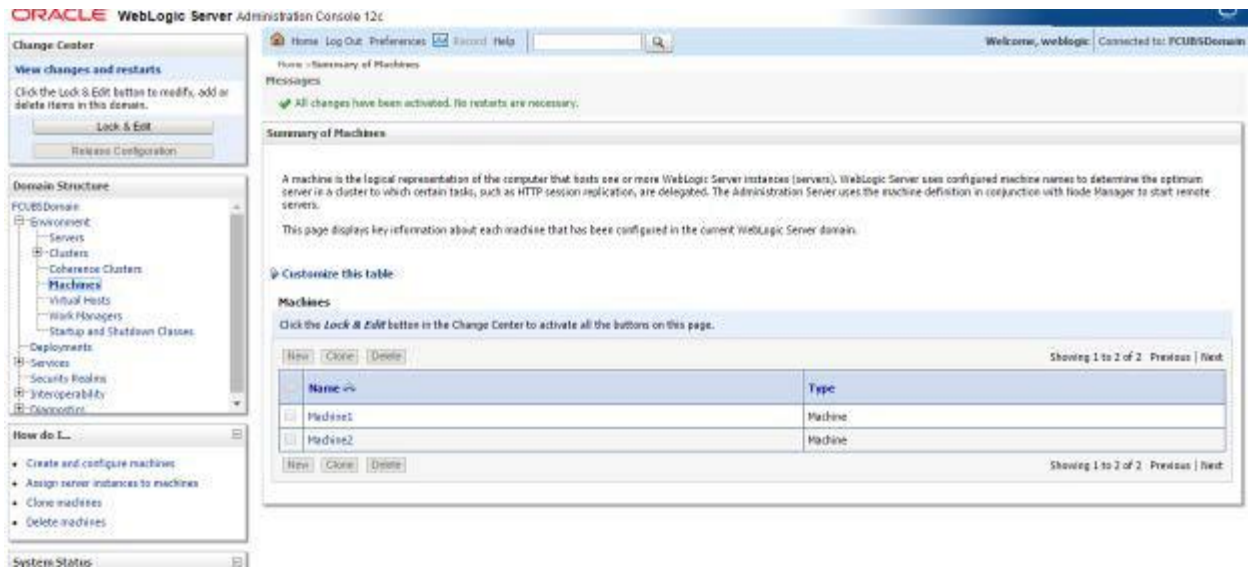 ORACLE WebLogic Server Administration Console 12c
Change Center
View changes and restarts
Click the Lock & Edit button to modify, add or
delete items in this domain.
Lock & Edit
Release Configuration
Domain Structure
FCUBSDomain
Environment
Servers
Clusters
Coherence Clusters
Machines
Virtual Hosts
Work Managers
Startup and Shutdown Classes
Deployments
Services
Security Realms
Interoperability
Diagnostics
How do I...
Create and configure machines
Assign server instances to machines
Clone machines
Delete machines
System Status
Home Log Out Preferences Record Help
Welcome, weblogic Connected to: FCUBSDomain
Home >Summary of Machines
Messages
All changes have been activated. No restarts are necessary.
Summary of Machines
A machine is the logical representation of the computer that hosts one or more WebLogic Server instances (servers). WebLogic Server uses configured machine names to determine the optimum
server in a cluster to which certain tasks, such as HTTP session replication, are delegated. The Administration Server uses the machine definition in conjunction with Node Manager to start remote
servers.
This page displays key information about each machine that has been configured in the current WebLogic Server domain.
Customize this table
Machines
Click the Lock & Edit button in the Change Center to activate all the buttons on this page.
New Clone Delete Showing 1 to 2 of 2 Previous | Next
Name Type
Machine1 Machine
Machine2 Machine
New Clone Delete Showing 1 to 2 of 2 Previous | Next